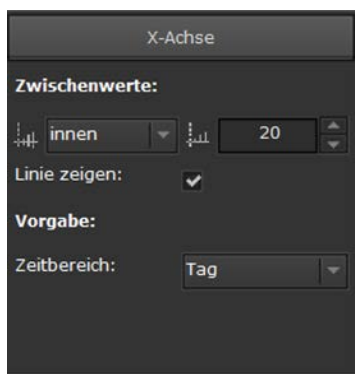 X-Achse
Zwischenwerte:
innen 20
Linie zeigen:
Vorgabe:
Zeitbereich: Tag